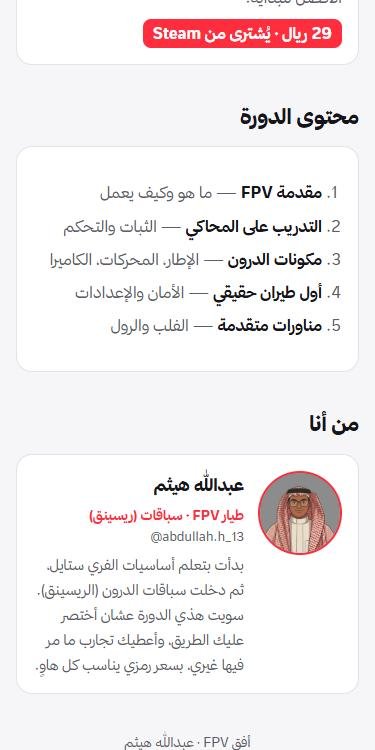 الأفضل للبداية.
29 ريال · يُشترى من Steam
محتوى الدورة
1. مقدمة FPV — ما هو وكيف يعمل
2. التدريب على المحاكي — الثبات والتحكم
3. مكونات الدرون — الإطار، المحركات، الكاميرا
4. أول طيران حقيقي — الأمان والإعدادات
5. مناورات متقدمة — الفلب والرول
من أنا
عبدالله هيثم
طيار FPV · سباقات (ريسينق)
@abdullah.h_13
بدأت بتعلم أساسيات الفري ستايل،
ثم دخلت سباقات الدرون (الريسينق).
سويت هذي الدورة عشان أختصر
عليك الطريق، وأعطيك تجارب ما مر
فيها غيري، بسعر رمزي يناسب كل هاوٍ.
أفق FPV · عبدالله هيثم